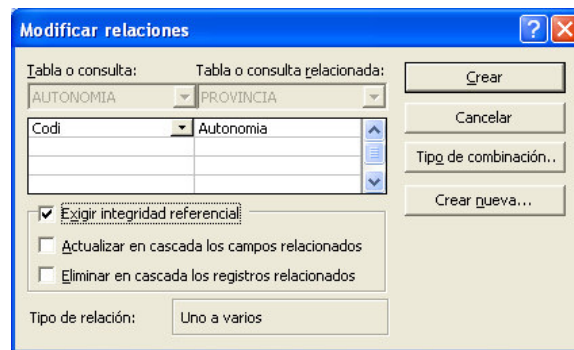 Modificar relaciones
Tabla o consulta: Tabla o consulta relacionada:
AUTONOMIA PROVINCIA
Codi Autonomia
Exigir integridad referencial
Actualizar en cascada los campos relacionados
Eliminar en cascada los registros relacionados
Tipo de relación: Uno a varios
Crear
Cancelar
Tipo de combinación..
Crear nueva...